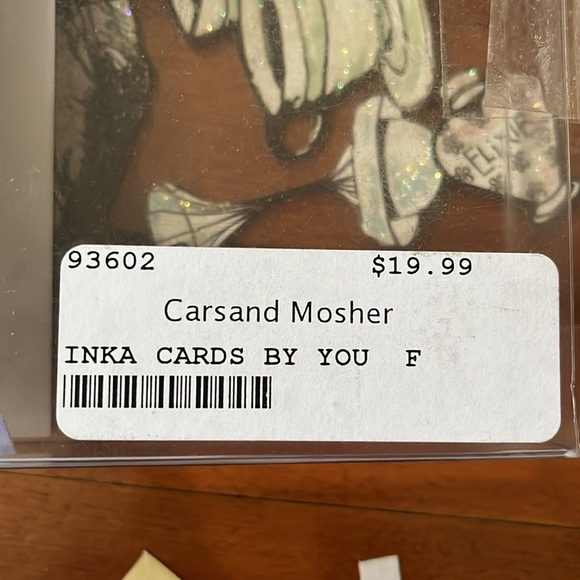 93602 $19.99
Carsand Mosher
INKA CARDS BY YOU F